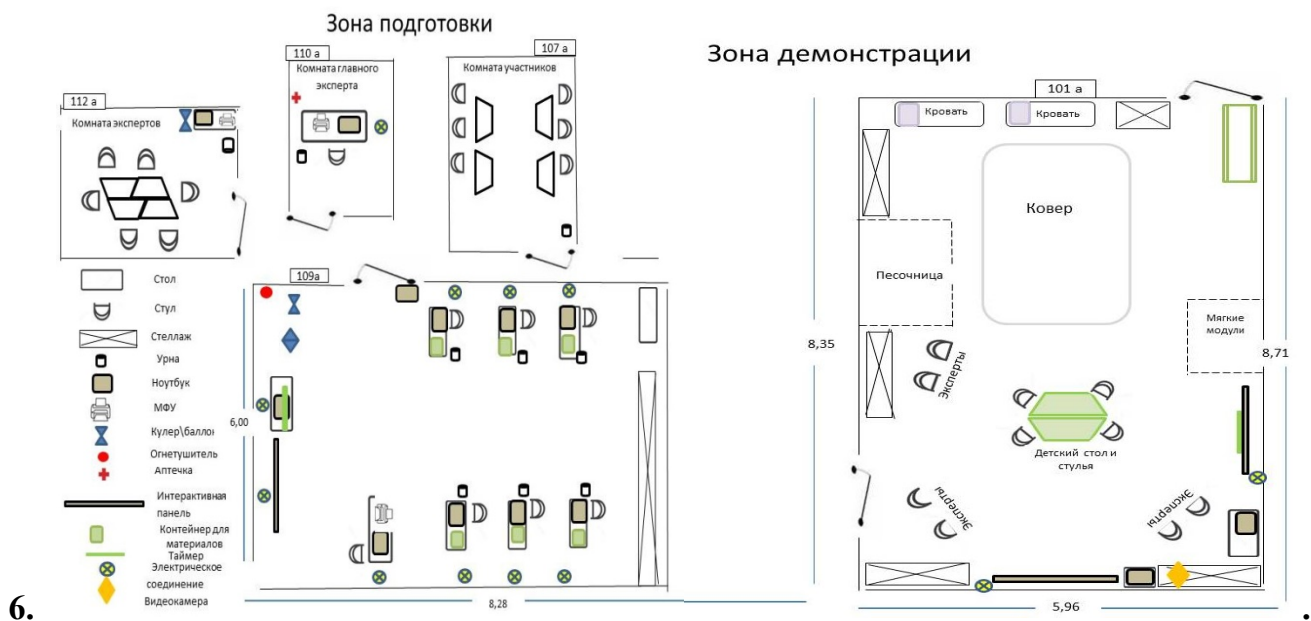 Зона подготовки
Зона демонстрации
110 а
Комната главного
эксперта
107 а
Комната участников
112 а
Комната экспертов
109а
Стол
Стул
Стеллаж
Урна
Ноутбук
МФУ
Кулер\баллон
Огнетушитель
Аптечка
Интерактивная
панель
Контейнер для
материалов
Таймер
Электрическое
соединение
Видеокамера
6,00
8,28
101 а
Кровать
Кровать
Ковер
Песочница
Мягкие
модули
8,35
8,71
Эксперты
Детский стол и
стулья
Эксперты
Эксперты
5,96
6.
.